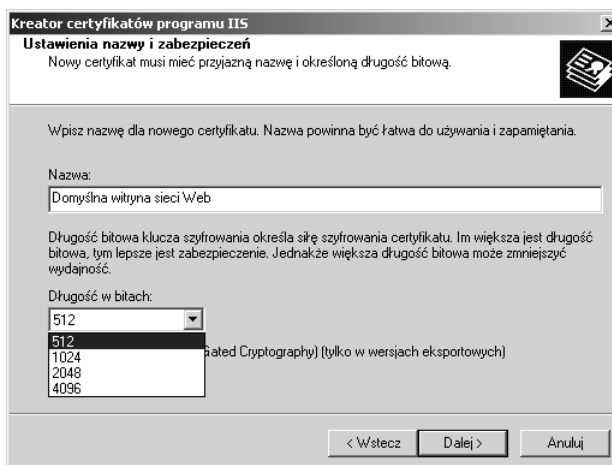 Kreator certyfikatów programu IIS
Ustawienia nazwy i zabezpieczeń
Nowy certyfikat musi mieć przyjazną nazwę i określoną długość bitową.
Wpisz nazwę dla nowego certyfikatu. Nazwa powinna być łatwa do używania i zapamiętania.
Nazwa:
Domyślna witryna sieci Web
Długość bitowa klucza szyfrowania określa siłę szyfrowania certyfikatu. Im większa jest długość
bitowa, tym lepsze jest zabezpieczenie. Jednakże większa długość bitowa może zmniejszyć
wydajność.
Długość w bitach:
512
512
1024
2048
4096
Gated Cryptography) (tylko w wersjach eksportowych)
< Wstecz
Dalej >
Anuluj